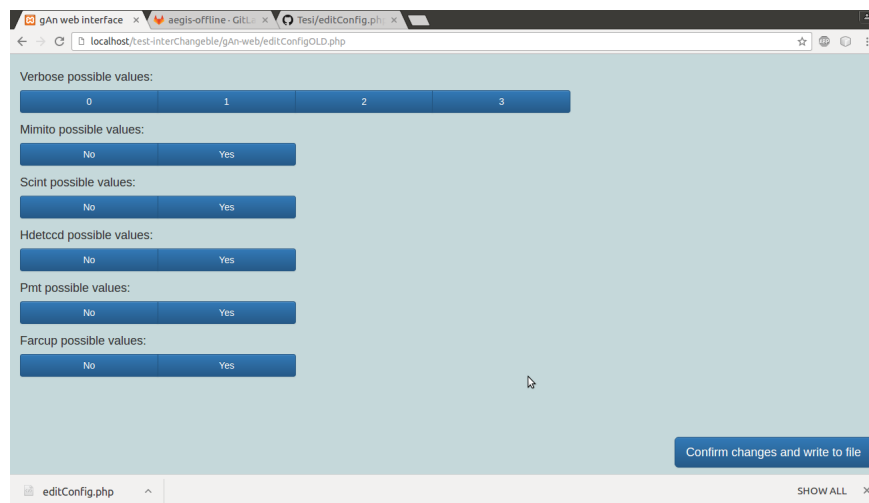 gAn web interface
aegis-offline · GitLa
Tesi/editConfig.php
localhost/test-interChangeble/gAn-web/editConfigOLD.php
Verbose possible values:
0 1 2 3
Mimito possible values:
No Yes
Scint possible values:
No Yes
Hdetccd possible values:
No Yes
Pmt possible values:
No Yes
Farcup possible values:
No Yes
Confirm changes and write to file
editConfig.php
SHOW ALL